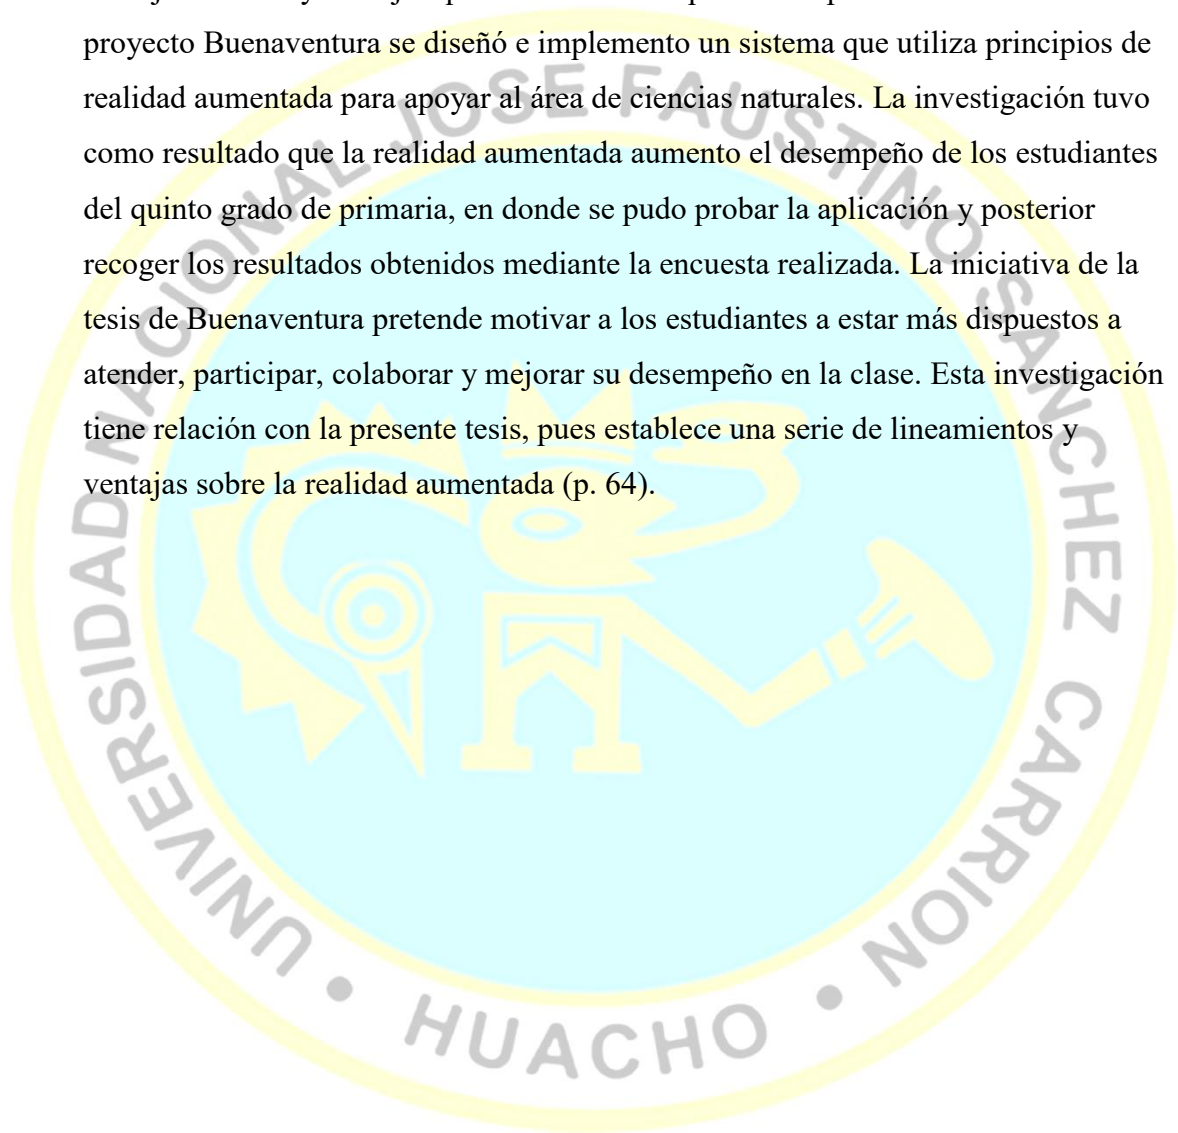 proyecto Buenaventura se diseñó e implemento un sistema que utiliza principios de
realidad aumentada para apoyar al área de ciencias naturales. La investigación tuvo
como resultado que la realidad aumentada aumento el desempeño de los estudiantes
del quinto grado de primaria, en donde se pudo probar la aplicación y posterior
recoger los resultados obtenidos mediante la encuesta realizada. La iniciativa de la
tesis de Buenaventura pretende motivar a los estudiantes a estar más dispuestos a
atender, participar, colaborar y mejorar su desempeño en la clase. Esta investigación
tiene relación con la presente tesis, pues establece una serie de lineamientos y
ventajas sobre la realidad aumentada (p. 64).
UNIVERSIDAD NACIONAL JOSE FAUSTINO SANCHEZ CARRION
• HUACHO •